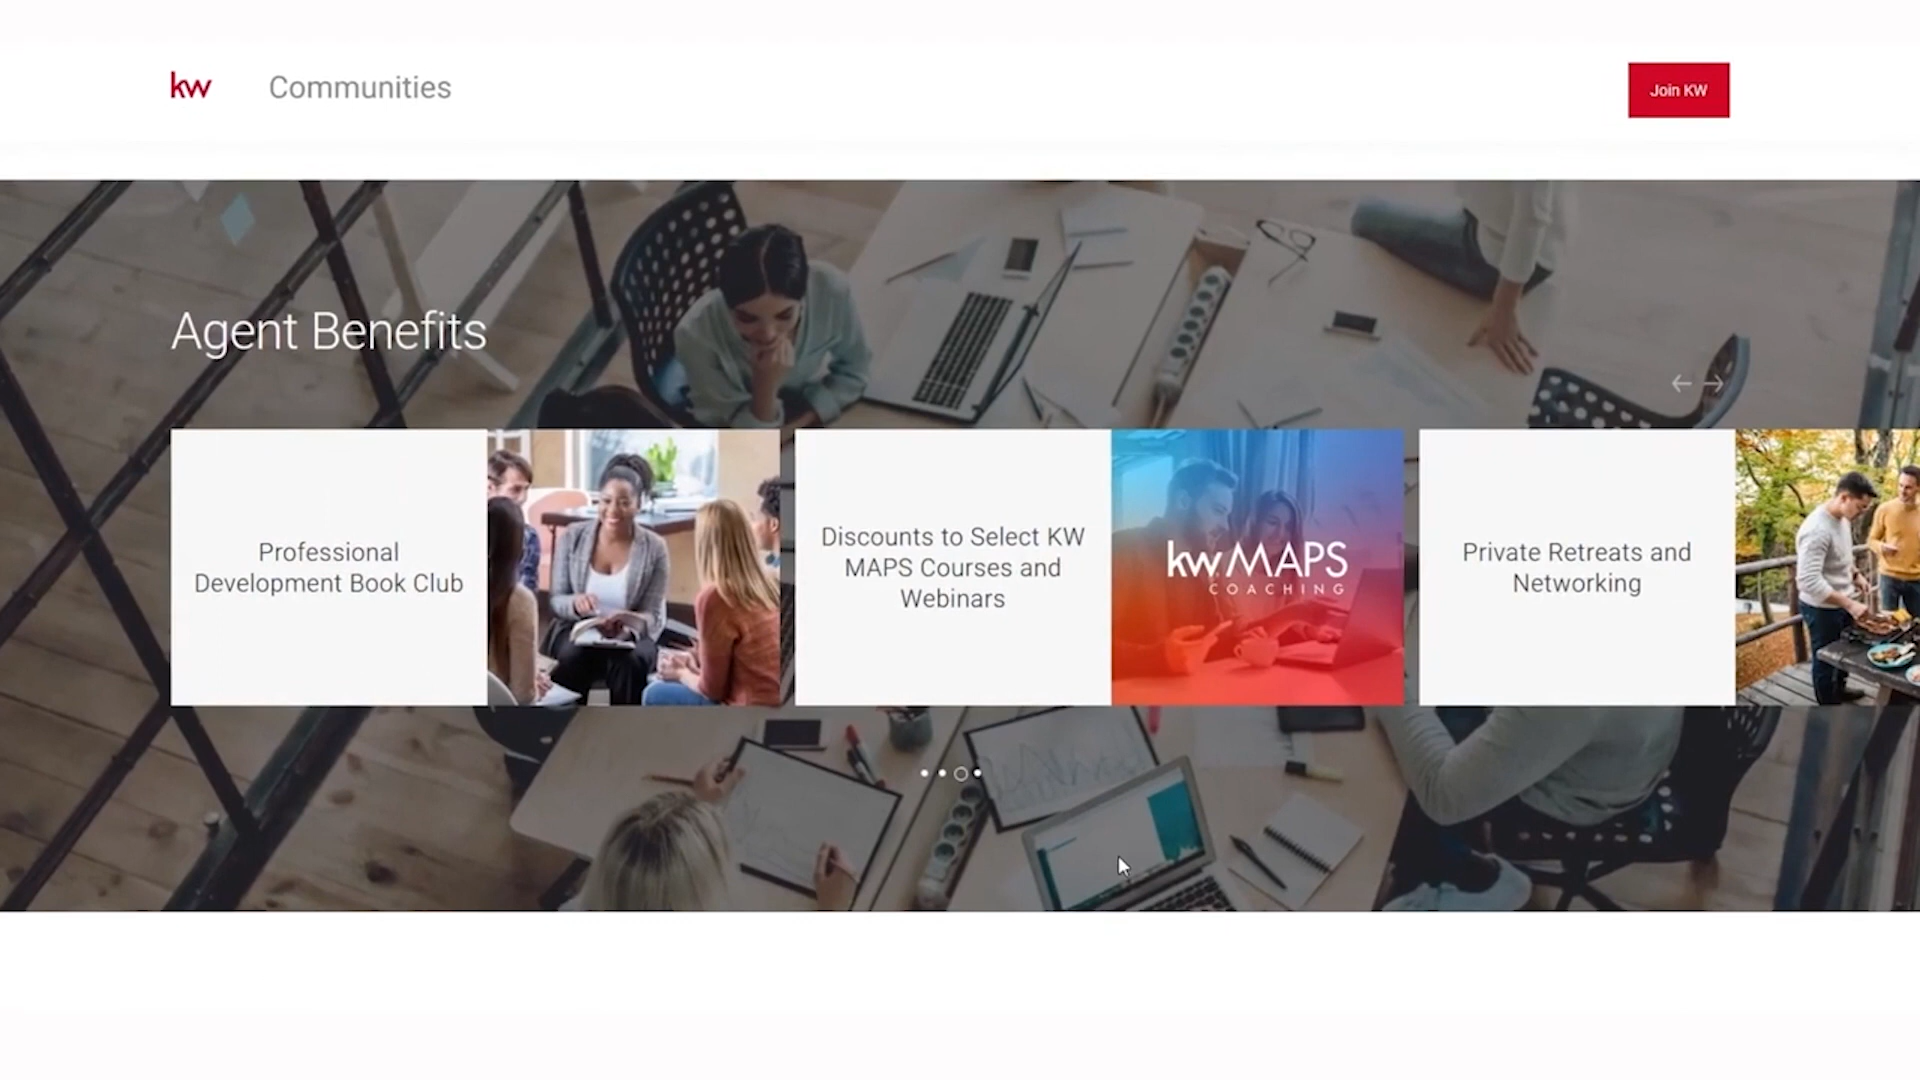 kw Communities
Join KW
Agent Benefits
Professional
Development Book Club
Discounts to Select KW
MAPS Courses and
Webinars
kw MAPS
COACHING
Private Retreats and
Networking